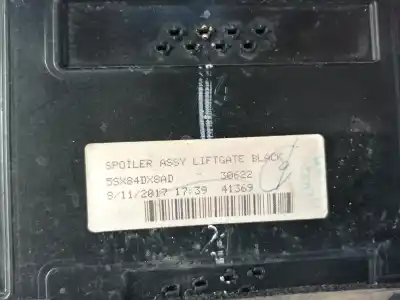 SPOILER ASSY LIFTGATE BLACK
5SX84DX8AD - 30622
8/11/2017 17:39 41369